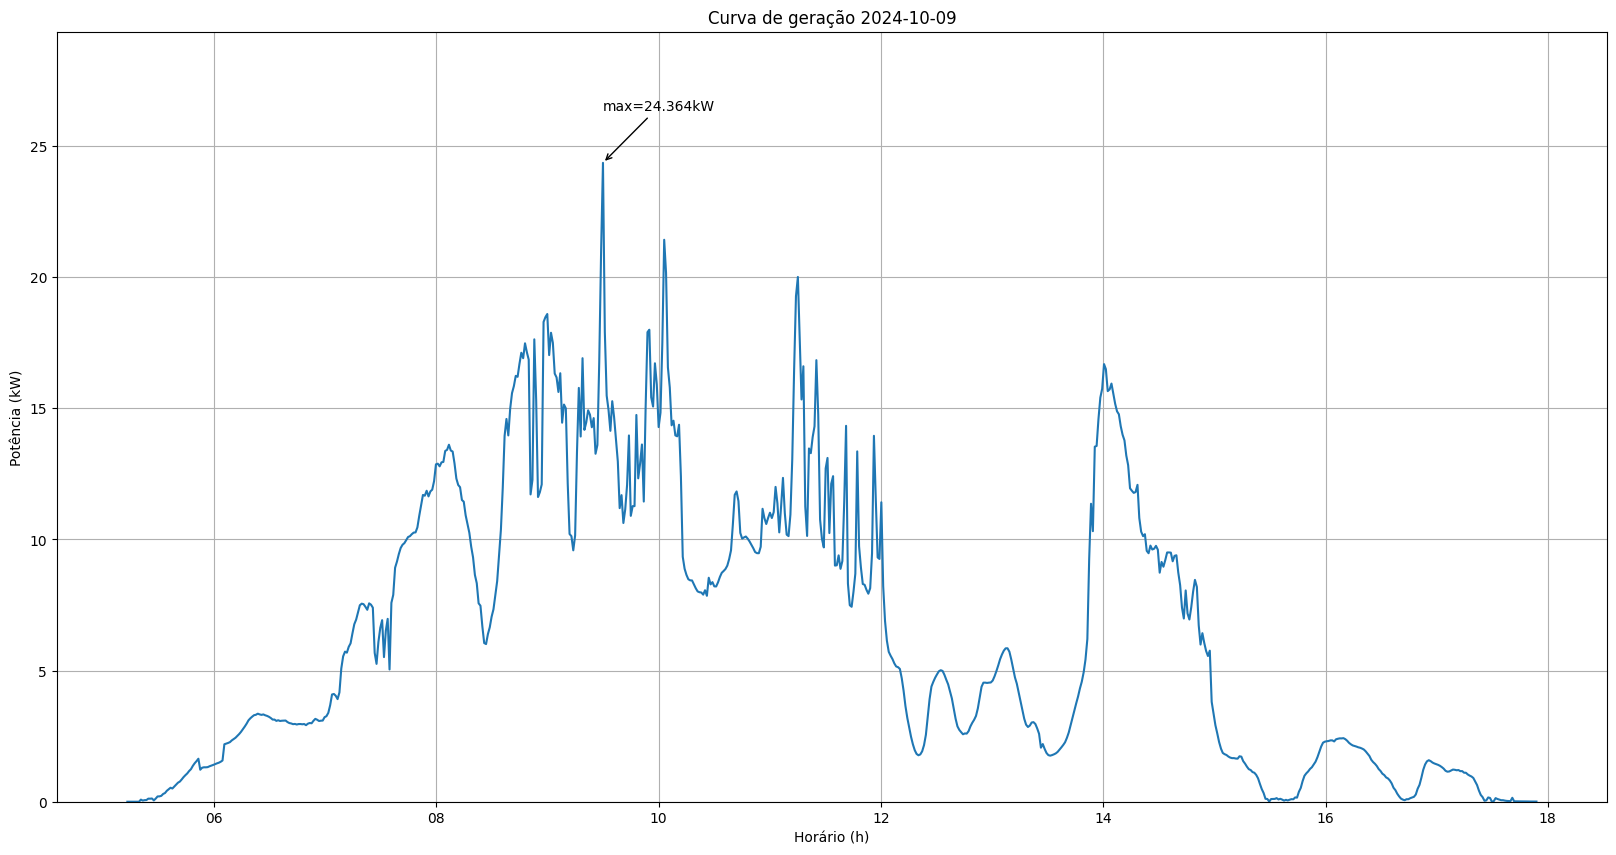 Curva de geração 2024-10-09
max=24.364kW
Potência (kW)
25
20
15
10
5
0
06 08 10 12 14 16 18
Horário (h)